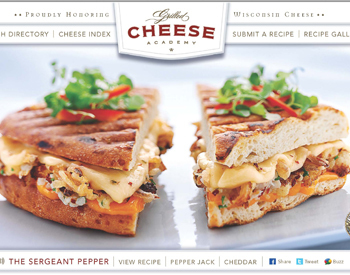 PROUDLY HONORING
Grilled
CHEESE
ACADEMY
WISCONSIN CHEESE
H DIRECTORY | CHEESE INDEX
SUBMIT A RECIPE | RECIPE GALL
THE SERGEANT PEPPER | VIEW RECIPE | PEPPER JACK | CHEDDAR | Share Tweet Buzz